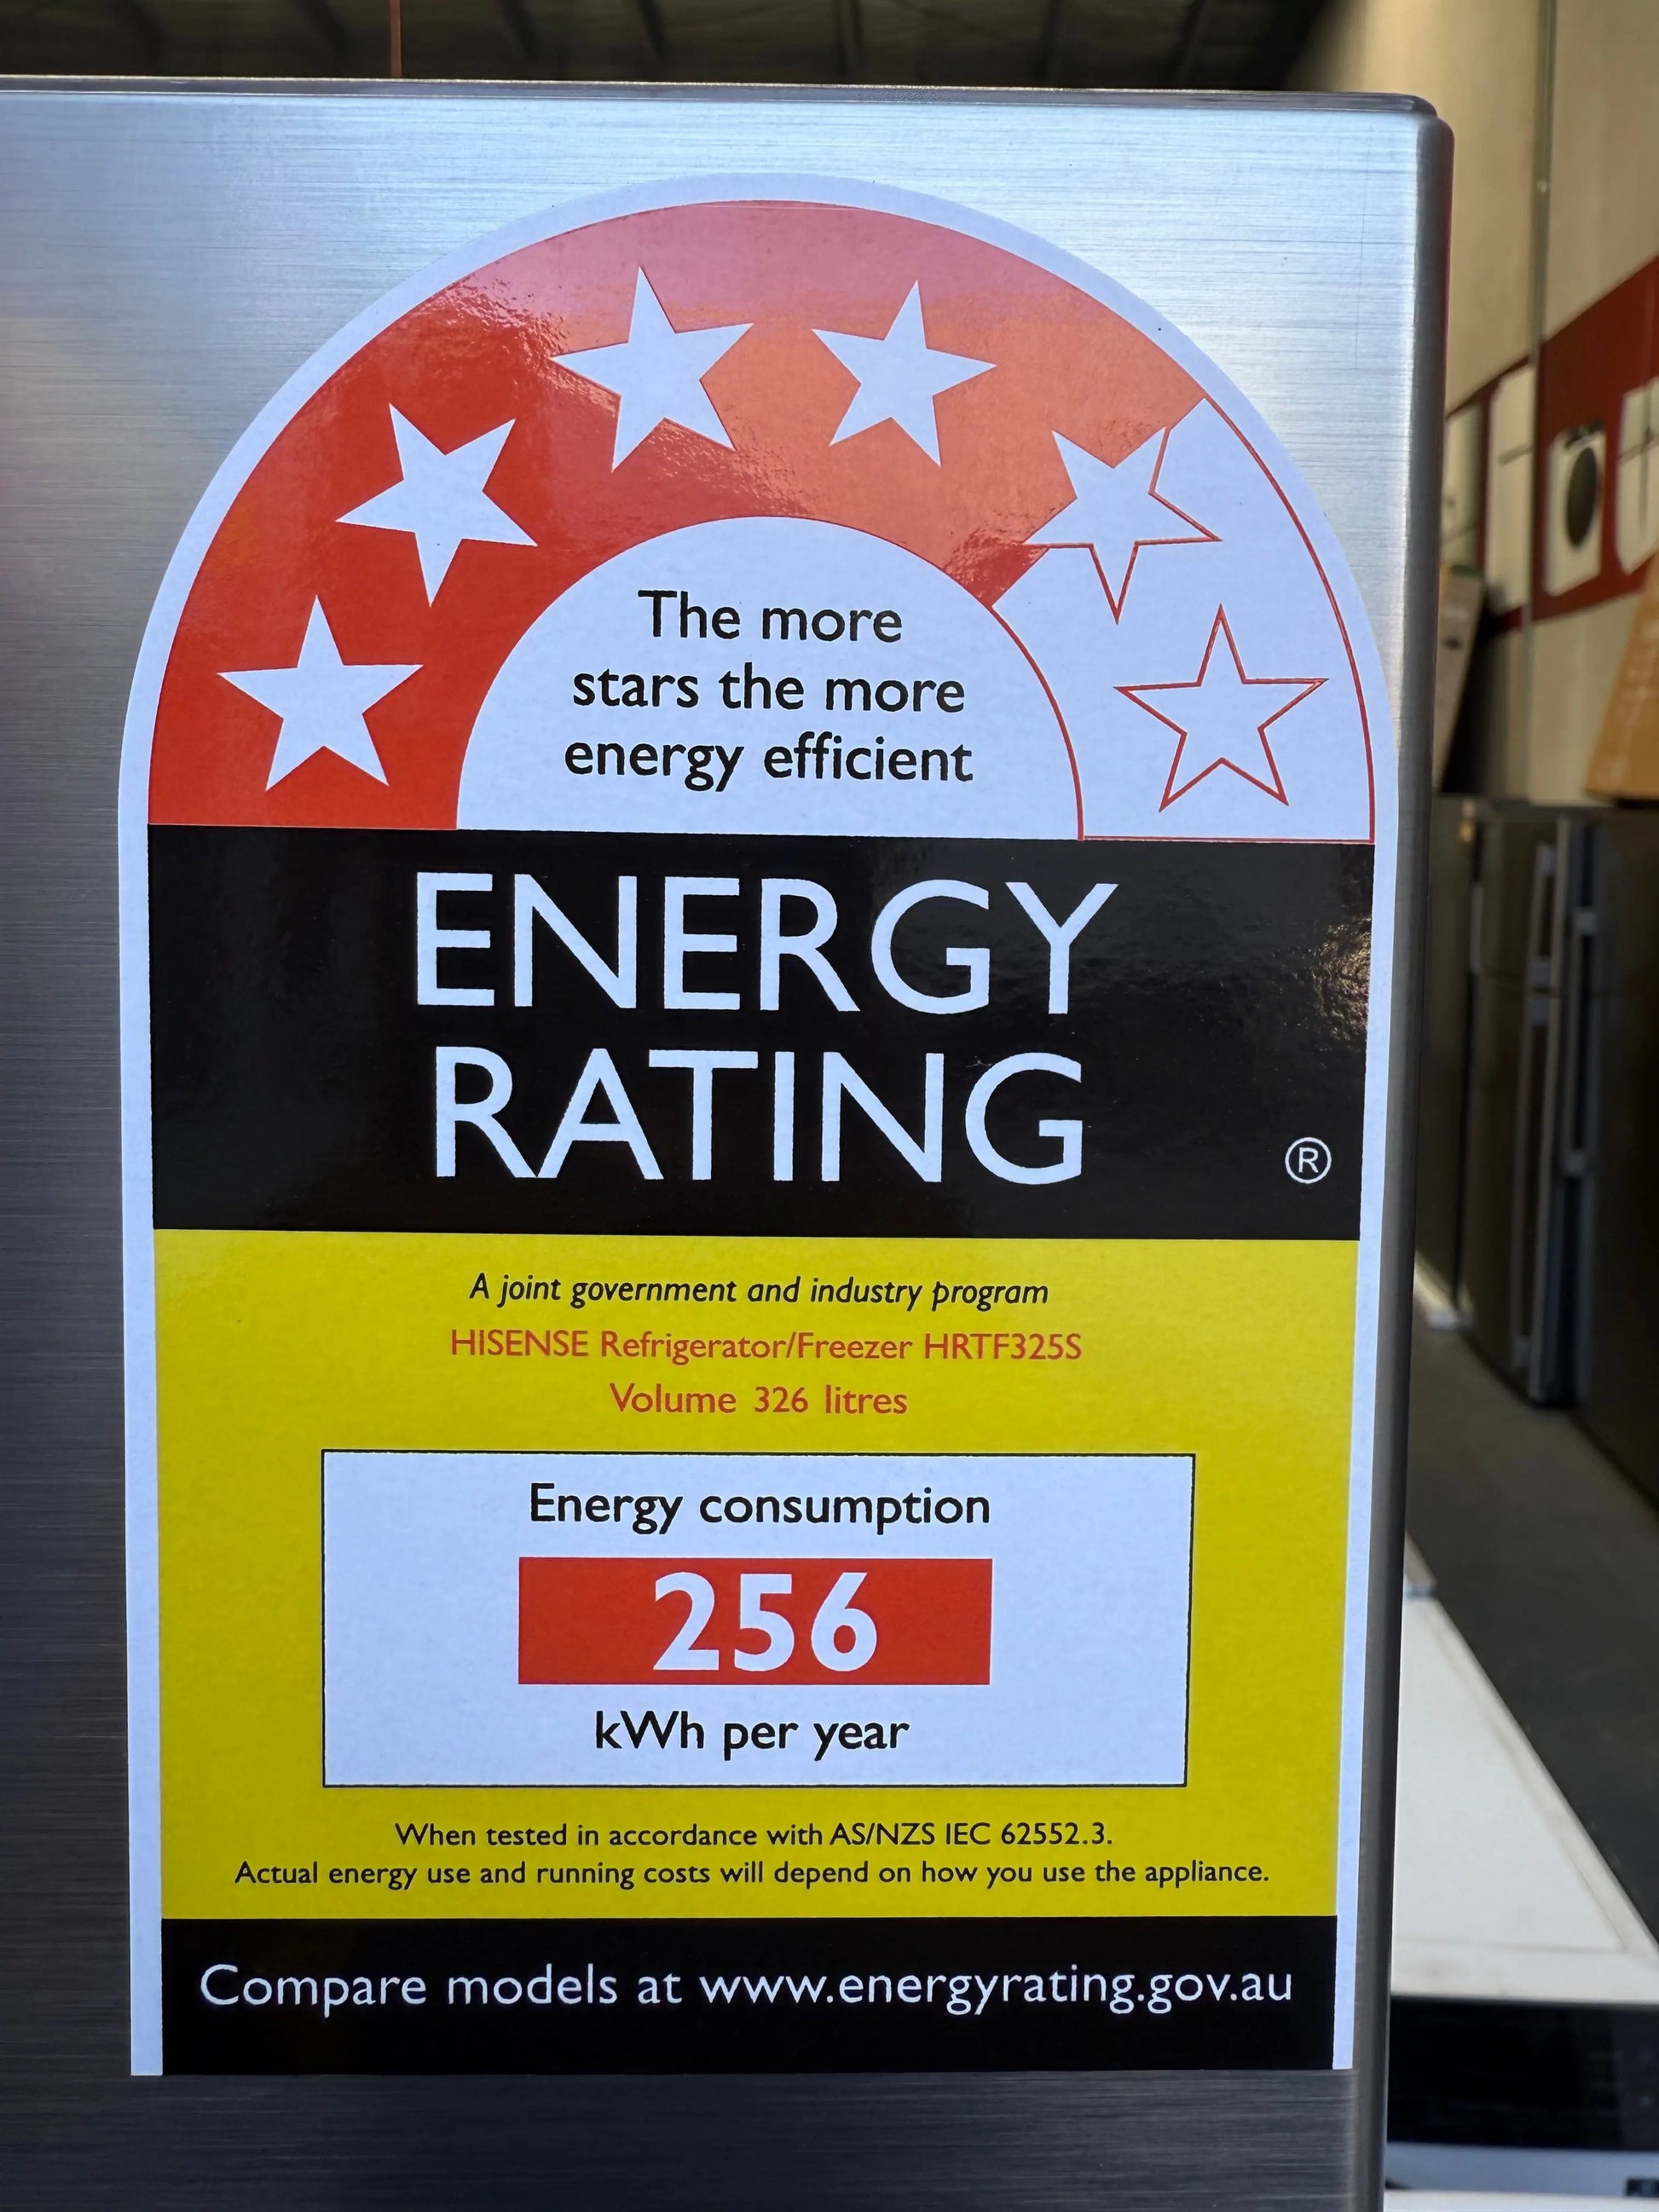 The more
stars the more
energy efficient
ENERGY
RATING
®
A joint government and industry program
HISENSE Refrigerator/Freezer HRTF325S
Volume 326 litres
Energy consumption
256
kWh per year
When tested in accordance with AS/NZS IEC 62552.3.
Actual energy use and running costs will depend on how you use the appliance.
Compare models at www.energyrating.gov.au